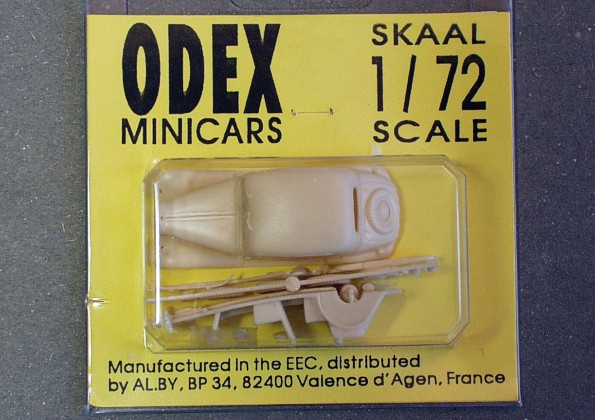 ODEX
MINICARS
SKAAL
1/72
SCALE
Manufactured in the EEC, distributed
by AL.BY, BP 34, 82400 Valence d'Agen, France